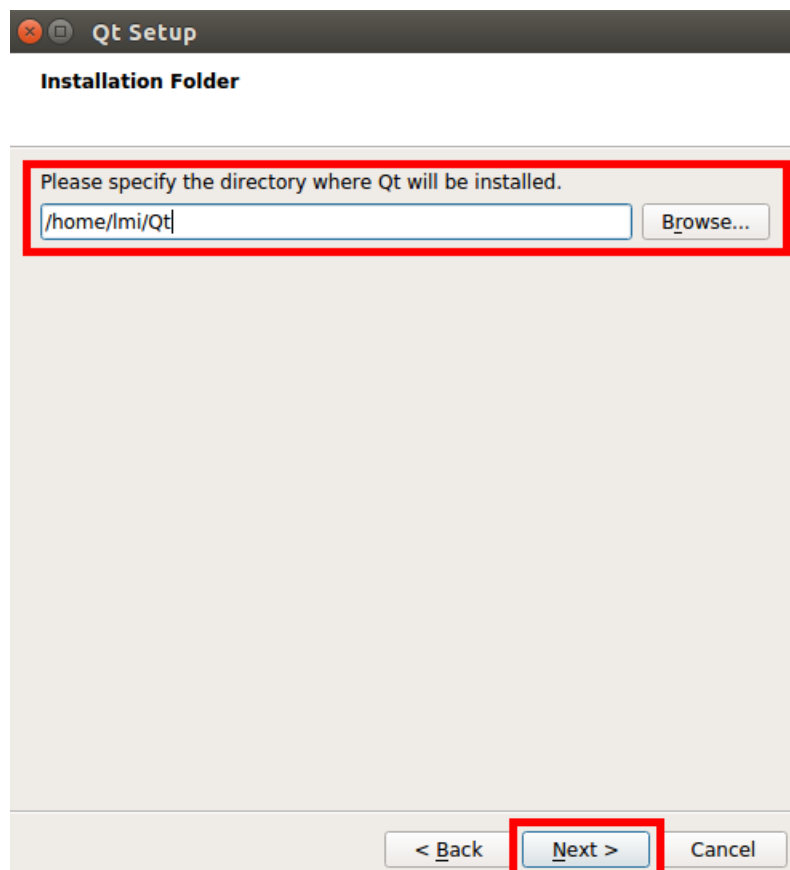 Qt Setup
Installation Folder
Please specify the directory where Qt will be installed.
/home/lmi/Qt
Browse...
< Back
Next >
Cancel